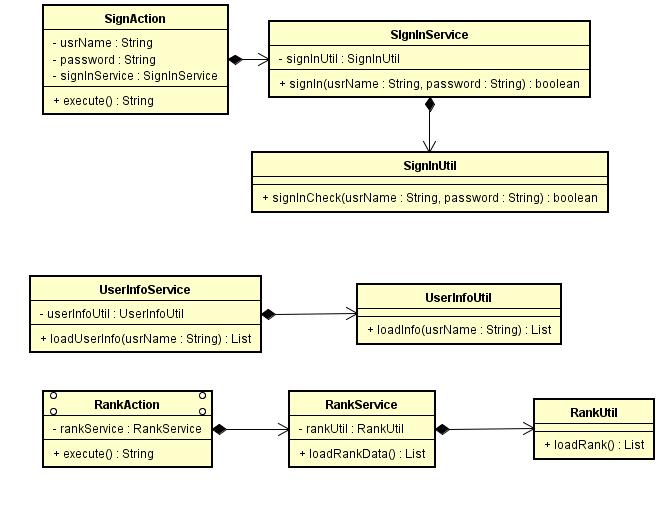 SignAction
- usrName : String
- password : String
- signInService : SignInService
+ execute() : String
SIgnInService
- signInUtil : SignInUtil
+ signIn(usrName : String, password : String) : boolean
SignInUtil
+ signInCheck(usrName : String, password : String) : boolean
UserInfoService
- userInfoUtil : UserInfoUtil
+ loadUserInfo(usrName : String) : List
UserInfoUtil
+ loadInfo(usrName : String) : List
RankAction
- rankService : RankService
+ execute() : String
RankService
- rankUtil : RankUtil
+ loadRankData() : List
RankUtil
+ loadRank() : List